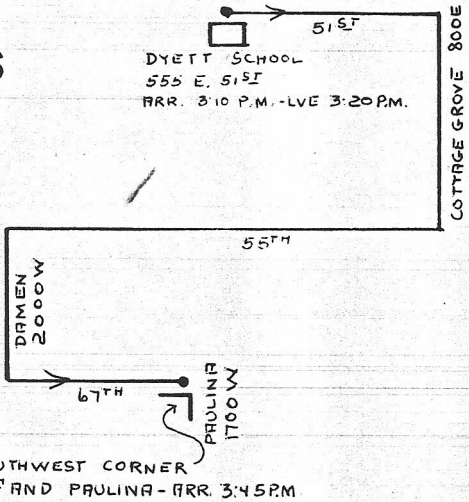 51ST
COTTAGE GROVE 800E
DYETT SCHOOL
555 E. 51ST
ARR. 3:10 P.M.-LVE 3:20 P.M.
55TH
DAMEN
2000W
67TH
PAULINA
1700W
CORNER
AND PAULINA-ARR. 3:45 P.M